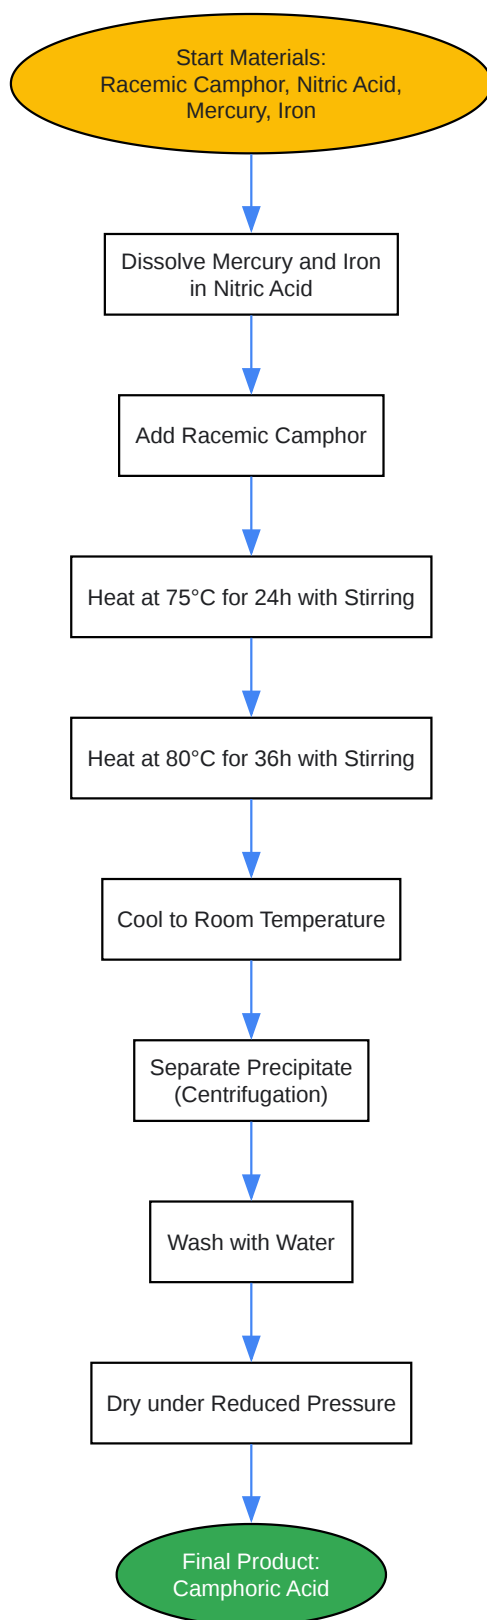 Start Materials:
Racemic Camphor, Nitric Acid,
Mercury, Iron
Dissolve Mercury and Iron
in Nitric Acid
Add Racemic Camphor
Heat at 75°C for 24h with Stirring
Heat at 80°C for 36h with Stirring
Cool to Room Temperature
Separate Precipitate
(Centrifugation)
Wash with Water
Dry under Reduced Pressure
Final Product:
Camphoric Acid